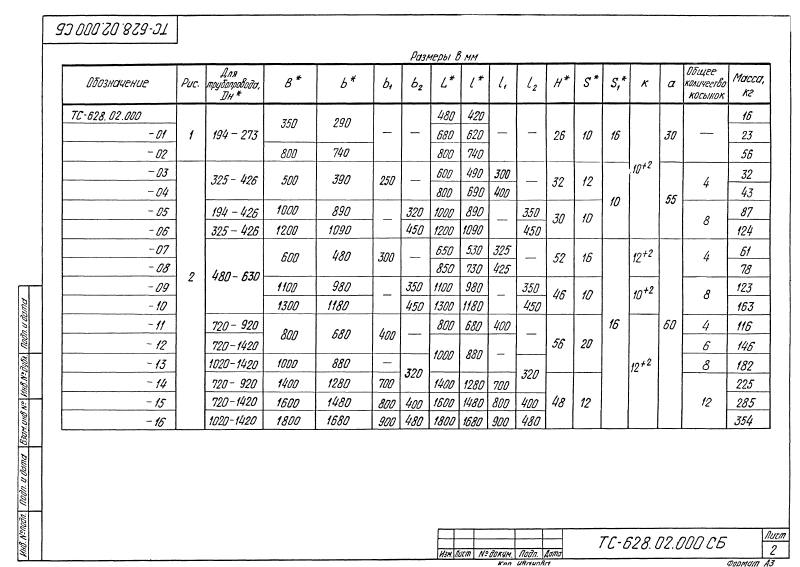 ТС-628.02.000 СБ
Размеры в мм
Обозначение Рис. Для трубопровода, Dн* B* b* b1 b2 L* l* l1 l2 H* S* S1* к а Общее количество косынок Масса, кг
ТС-628.02.000 1 194-273 350 290 — — 480 420 — — 26 10 16 10+2 30 — 16
-01 680 620 23
-02 800 740 800 740 56
-03 2 325-426 500 390 250 — 600 490 300 — 32 12 10 55 4 32
-04 800 690 400 43
-05 194-426 1000 890 — 320 1000 890 — 350 30 10 8 87
-06 325-426 1200 1090 450 1200 1090 450 124
-07 480-630 600 480 300 — 650 530 325 — 52 16 16 12+2 60 4 61
-08 850 730 425 78
-09 1100 980 — 350 1100 980 — 350 46 10 10+2 8 123
-10 1300 1180 450 1300 1180 450 163
-11 720-920 800 680 400 — 800 680 400 — 56 20 12+2 4 116
-12 720-1420 1000 880 — 6 146
-13 1020-1420 1000 880 — 320 320 8 182
-14 720-920 1400 1280 700 1400 1280 700 48 12 12 225
-15 720-1420 1600 1480 800 400 1600 1480 800 400 285
-16 1020-1420 1800 1680 900 480 1800 1680 900 480 354
Подп. и дата
Инв. № дубл.
Взам. инв. №
Подп. и дата
Инв. № подл.
Изм. Лист № докум. Подп. Дата
ТС-628.02.000 СБ
Лист
2
Кор. Иванова
Формат А3